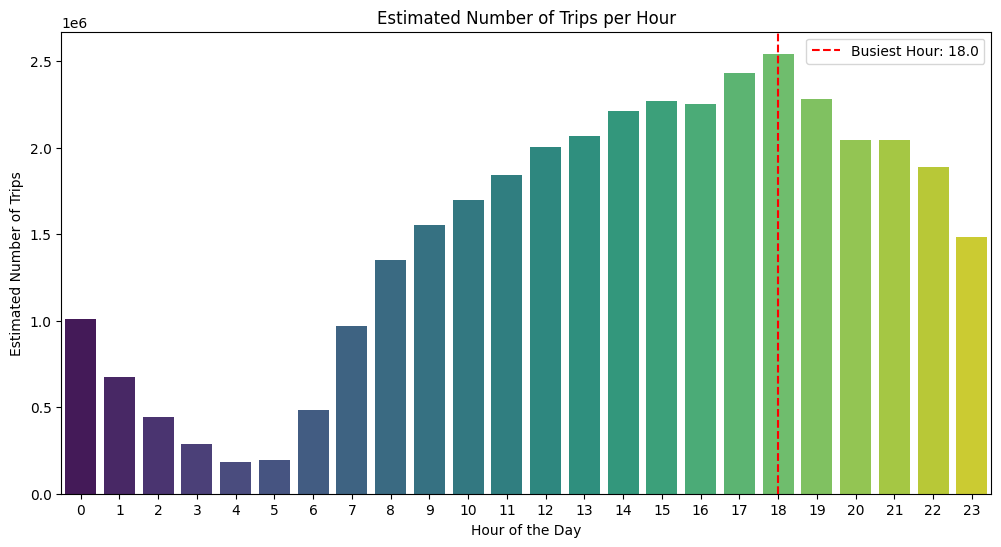 Estimated Number of Trips per Hour
1e6
Busiest Hour: 18.0
2.5
2.0
1.5
1.0
0.5
0.0
Estimated Number of Trips
0 1 2 3 4 5 6 7 8 9 10 11 12 13 14 15 16 17 18 19 20 21 22 23
Hour of the Day